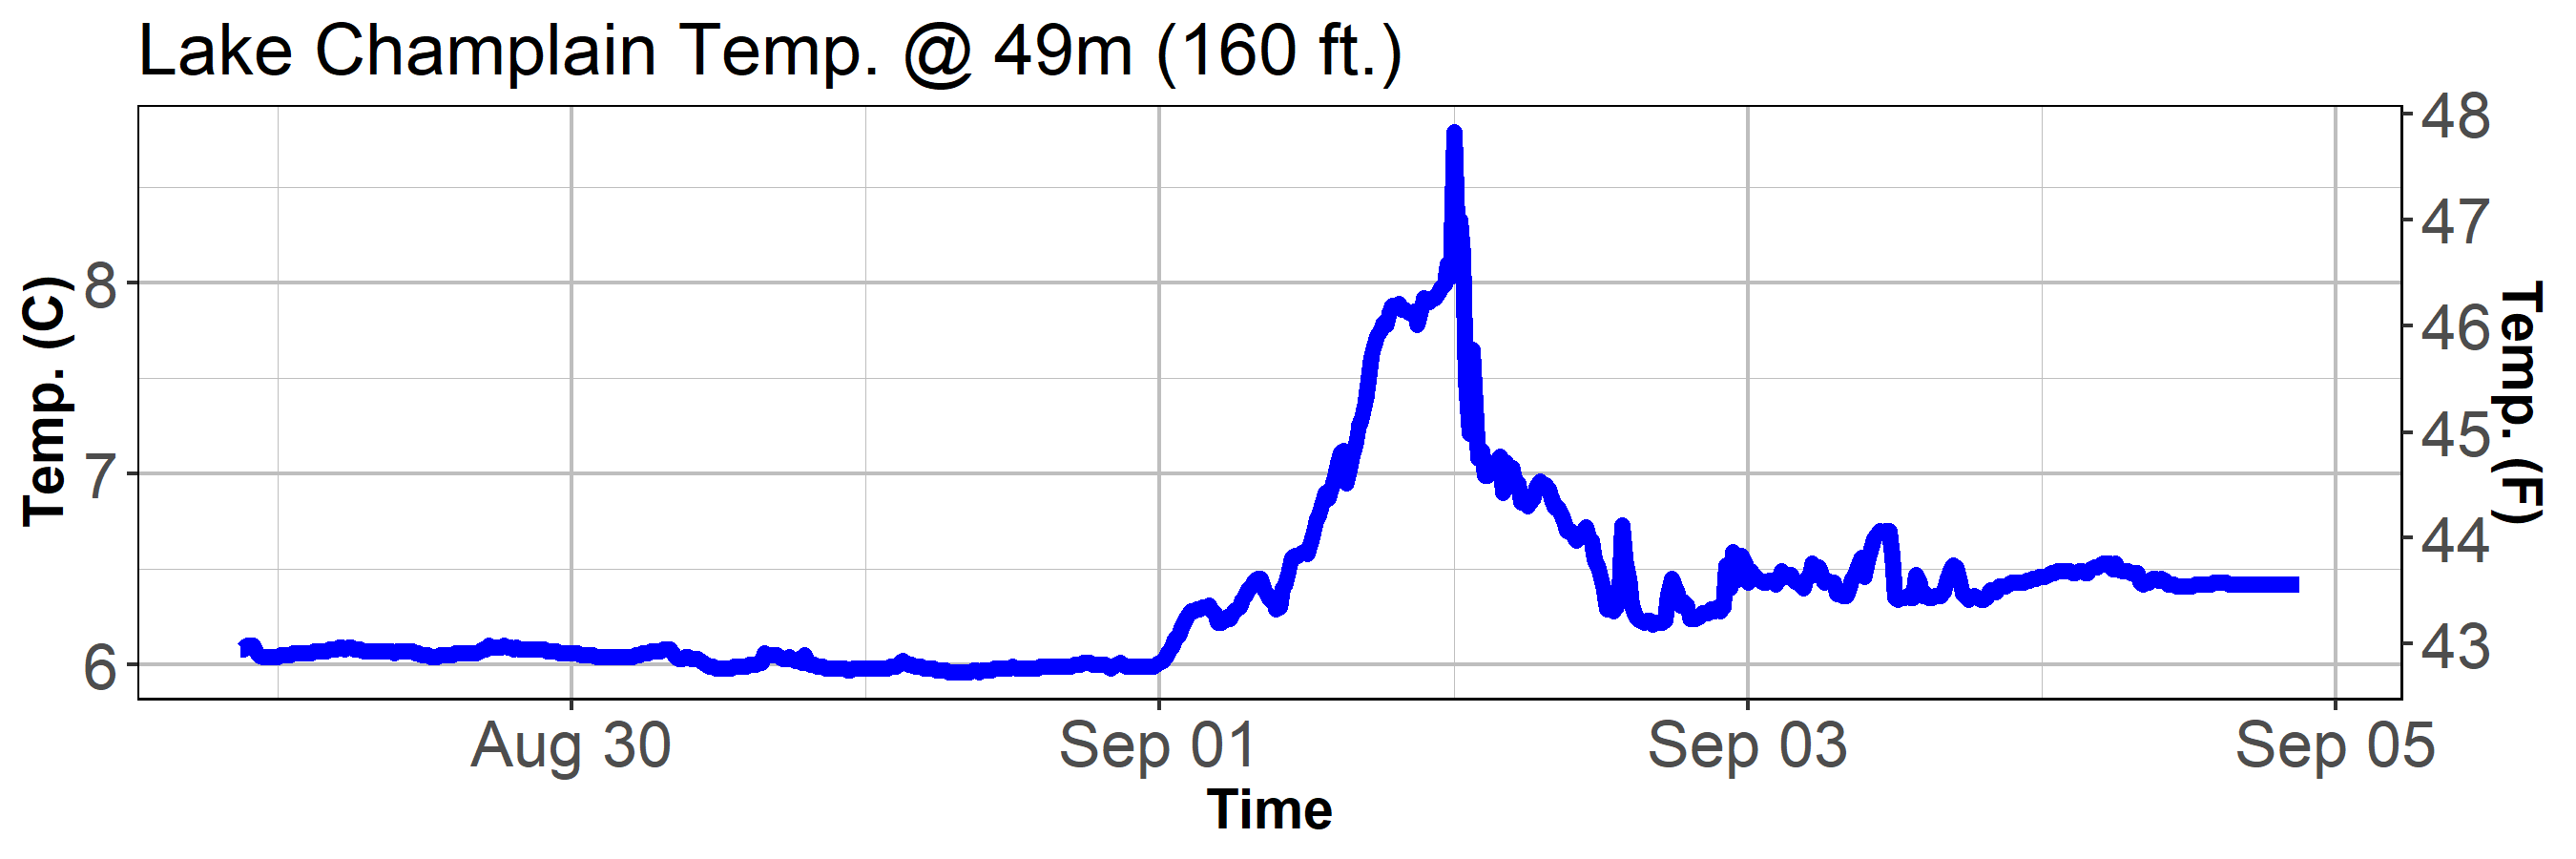 Lake Champlain Temp. @ 49m (160 ft.)
Temp. (C)
8
7
6
48
47
46
45
44
43
Temp. (F)
Aug 30
Sep 01
Sep 03
Sep 05
Time